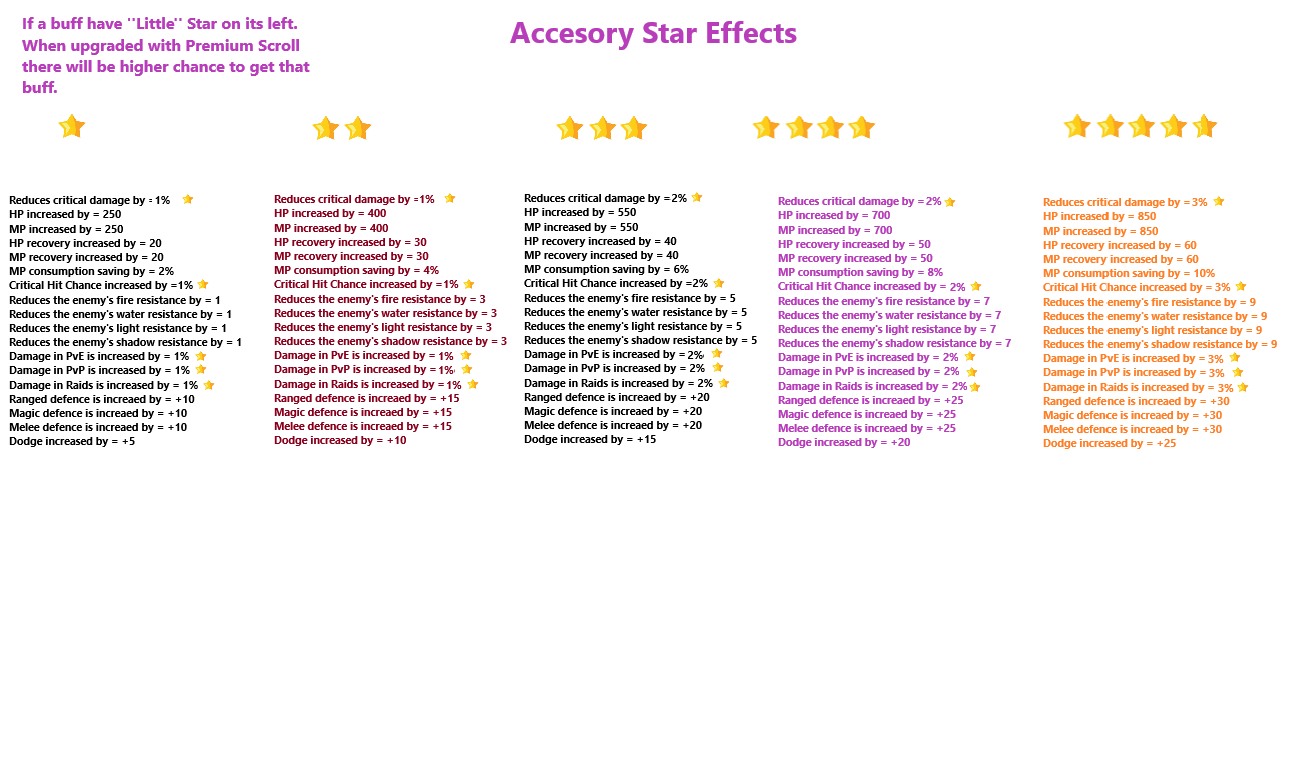 If a buff have "Little" Star on its left.
When upgraded with Premium Scroll
there will be higher chance to get that
buff.
Accesory Star Effects
Reduces critical damage by = 1%
HP increased by = 250
MP increased by = 250
HP recovery increased by = 20
MP recovery increased by = 20
MP consumption saving by = 2%
Critical Hit Chance increased by =1%
Reduces the enemy's fire resistance by = 1
Reduces the enemy's water resistance by = 1
Reduces the enemy's light resistance by = 1
Reduces the enemy's shadow resistance by = 1
Damage in PvE is increased by = 1%
Damage in PvP is increased by = 1%
Damage in Raids is increased by = 1%
Ranged defence is increaed by = +10
Magic defence is increaed by = +10
Melee defence is increaed by = +10
Dodge increased by = +5
Reduces critical damage by =1%
HP increased by = 400
MP increased by = 400
HP recovery increased by = 30
MP recovery increased by = 30
MP consumption saving by = 4%
Critical Hit Chance increased by =1%
Reduces the enemy's fire resistance by = 3
Reduces the enemy's water resistance by = 3
Reduces the enemy's light resistance by = 3
Reduces the enemy's shadow resistance by = 3
Damage in PvE is increased by = 1%
Damage in PvP is increased by = 1%
Damage in Raids is increased by = 1%
Ranged defence is increaed by = +15
Magic defence is increaed by = +15
Melee defence is increaed by = +15
Dodge increased by = +10
Reduces critical damage by =2%
HP increased by = 550
MP increased by = 550
HP recovery increased by = 40
MP recovery increased by = 40
MP consumption saving by = 6%
Critical Hit Chance increased by =2%
Reduces the enemy's fire resistance by = 5
Reduces the enemy's water resistance by = 5
Reduces the enemy's light resistance by = 5
Reduces the enemy's shadow resistance by = 5
Damage in PvE is increased by = 2%
Damage in PvP is increased by = 2%
Damage in Raids is increased by = 2%
Ranged defence is increaed by = +20
Magic defence is increaed by = +20
Melee defence is increaed by = +20
Dodge increased by = +15
Reduces critical damage by = 2%
HP increased by = 700
MP increased by = 700
HP recovery increased by = 50
MP recovery increased by = 50
MP consumption saving by = 8%
Critical Hit Chance increased by = 2%
Reduces the enemy's fire resistance by = 7
Reduces the enemy's water resistance by = 7
Reduces the enemy's light resistance by = 7
Reduces the enemy's shadow resistance by = 7
Damage in PvE is increased by = 2%
Damage in PvP is increased by = 2%
Damage in Raids is increased by = 2%
Ranged defence is increaed by = +25
Magic defence is increaed by = +25
Melee defence is increaed by = +25
Dodge increased by = +20
Reduces critical damage by = 3%
HP increased by = 850
MP increased by = 850
HP recovery increased by = 60
MP recovery increased by = 60
MP consumption saving by = 10%
Critical Hit Chance increased by = 3%
Reduces the enemy's fire resistance by = 9
Reduces the enemy's water resistance by = 9
Reduces the enemy's light resistance by = 9
Reduces the enemy's shadow resistance by = 9
Damage in PvE is increased by = 3%
Damage in PvP is increased by = 3%
Damage in Raids is increased by = 3%
Ranged defence is increaed by = +30
Magic defence is increaed by = +30
Melee defence is increaed by = +30
Dodge increased by = +25